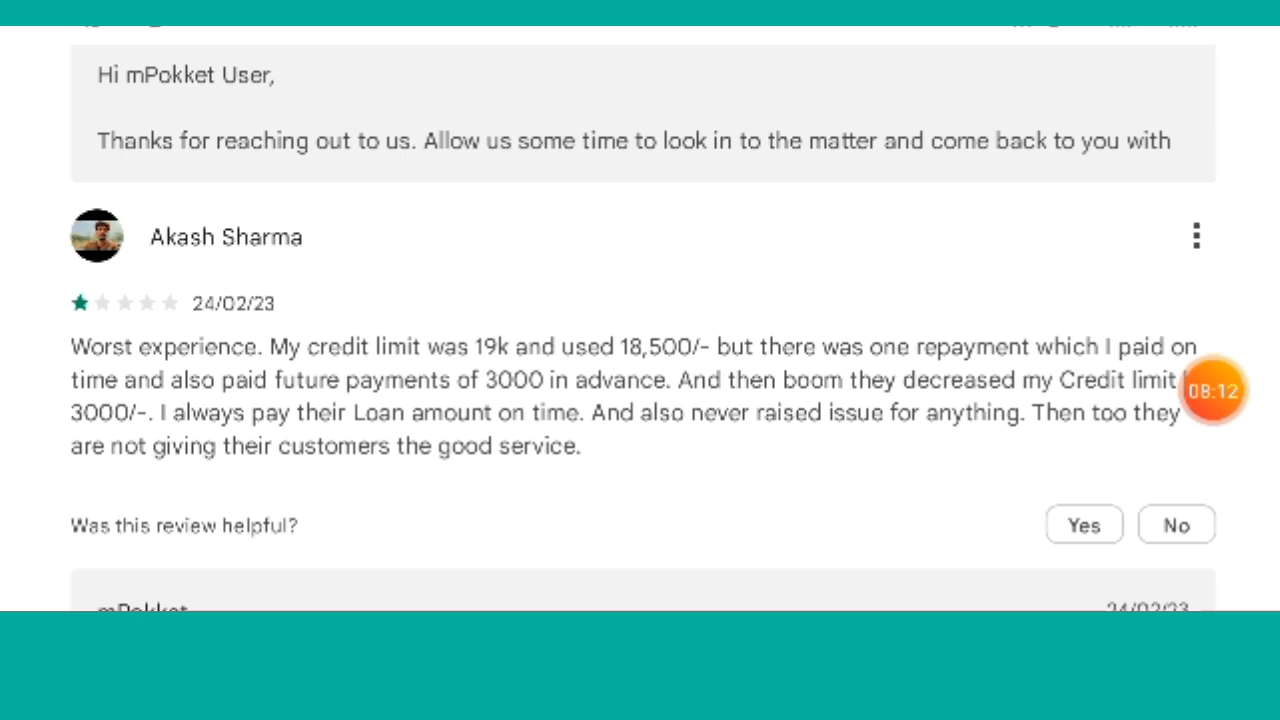 Hi mPokket User,
Thanks for reaching out to us. Allow us some time to look in to the matter and come back to you with
Akash Sharma
24/02/23
Worst experience. My credit limit was 19k and used 18,500/- but there was one repayment which I paid on
time and also paid future payments of 3000 in advance. And then boom they decreased my Credit limit
08:12
3000/-. I always pay their Loan amount on time. And also never raised issue for anything. Then too they
are not giving their customers the good service.
Was this review helpful?
Yes
No
mPokket
24/02/23